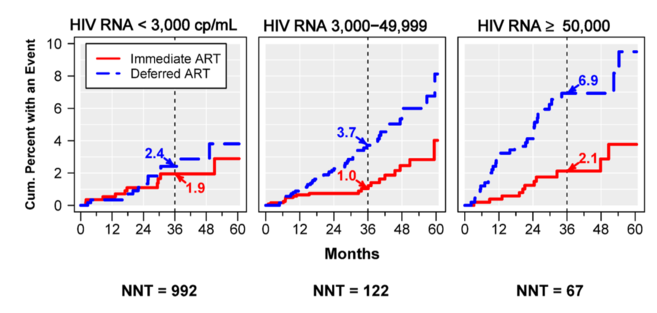 HIV RNA < 3,000 cp/mL
HIV RNA 3,000−49,999
HIV RNA ≥ 50,000
Cum. Percent with an Event
10
8
6
4
2
0
Immediate ART
Deferred ART
2.4
1.9
3.7
1.0
6.9
2.1
0 12 24 36 48 60
0 12 24 36 48 60
0 12 24 36 48 60
Months
NNT = 992
NNT = 122
NNT = 67